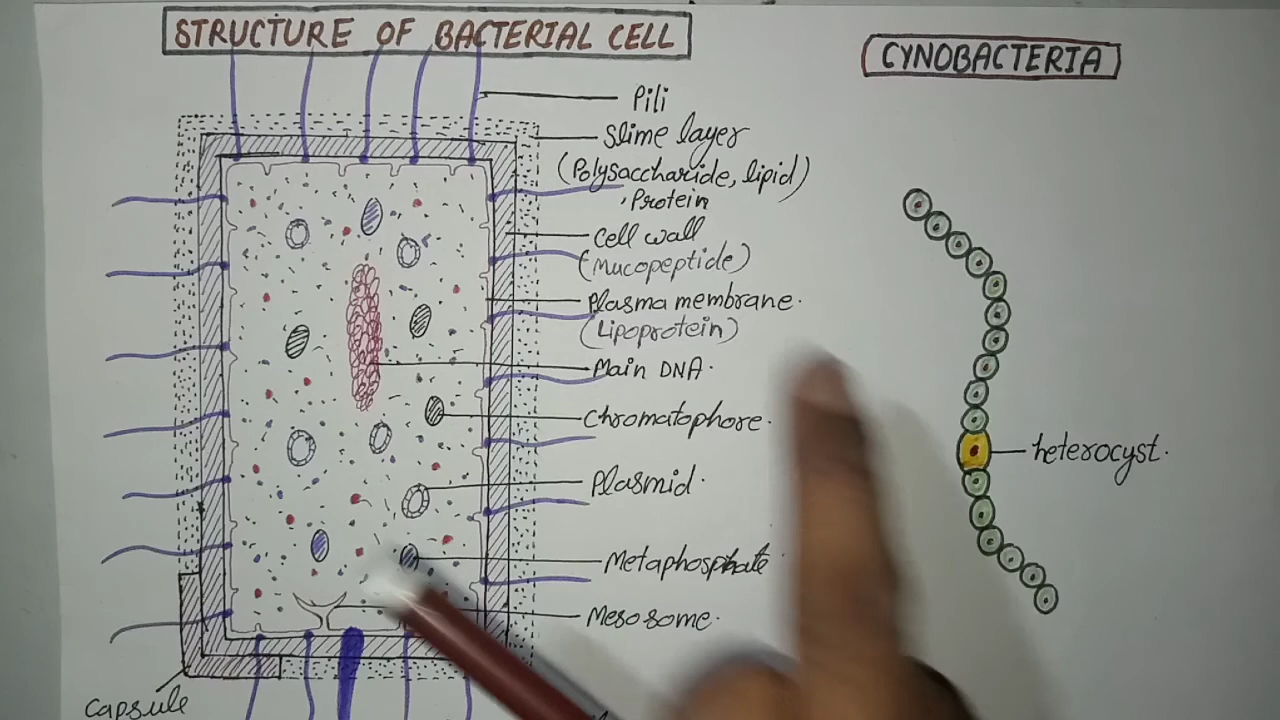 STRUCTURE OF BACTERIAL CELL
CYNOBACTERIA
Pili
Slime layer
(Polysaccharide, lipid)
, Protein
Cell wall
(Mucopeptide)
Plasma membrane.
(Lipoprotein)
Main DNA.
Chromatophore.
Plasmid.
Metaphosphate
Mesosome.
Capsule
heterocyst.